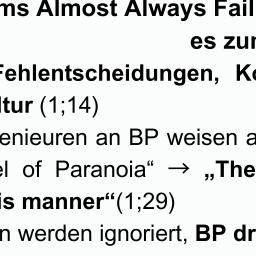 ms Almost Always Fail
es zur
Fehlentscheidungen, Ko
ltur (1;14)
enieuren an BP weisen a
el of Paranoia“ → „The
is manner“(1;29)
n werden ignoriert, BP dr